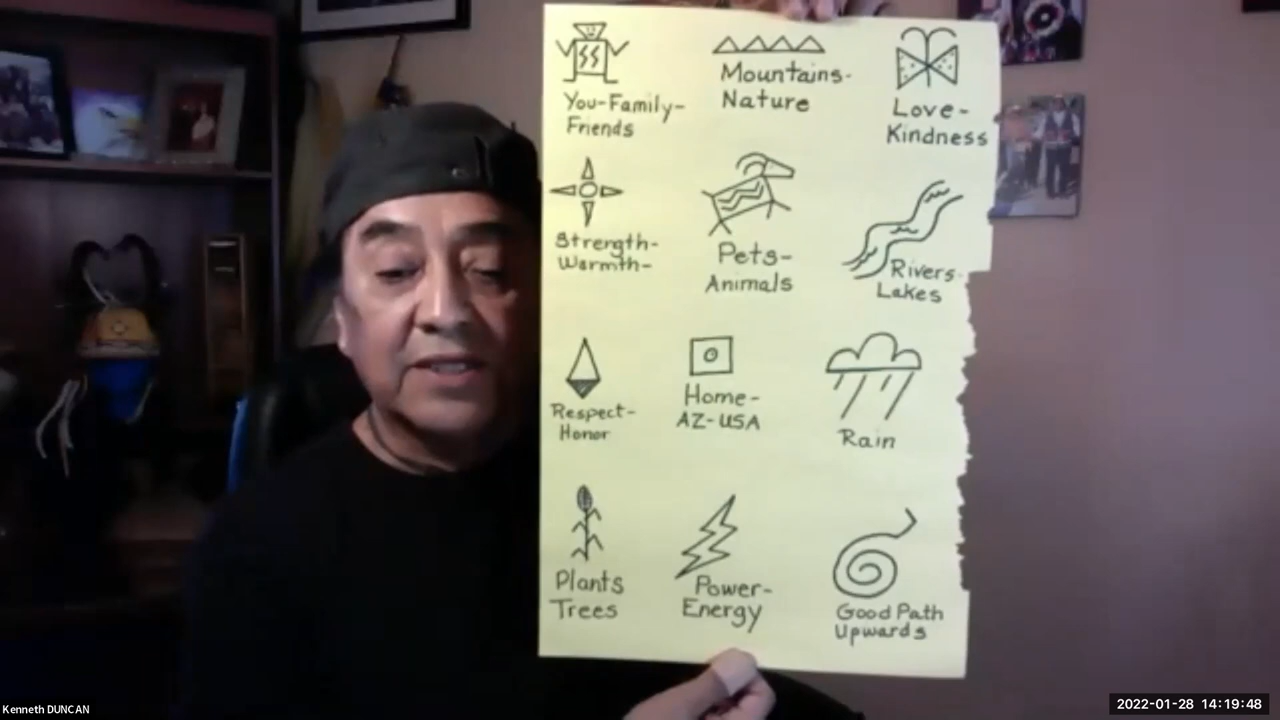 You-Family-
Friends
Mountains-
Nature
Love-
Kindness
Strength-
Warmth-
Pets-
Animals
Rivers-
Lakes
Respect-
Honor
Home-
AZ-USA
Rain
Plants
Trees
Power-
Energy
Good Path
Upwards
Kenneth DUNCAN
2022-01-28 14:19:48